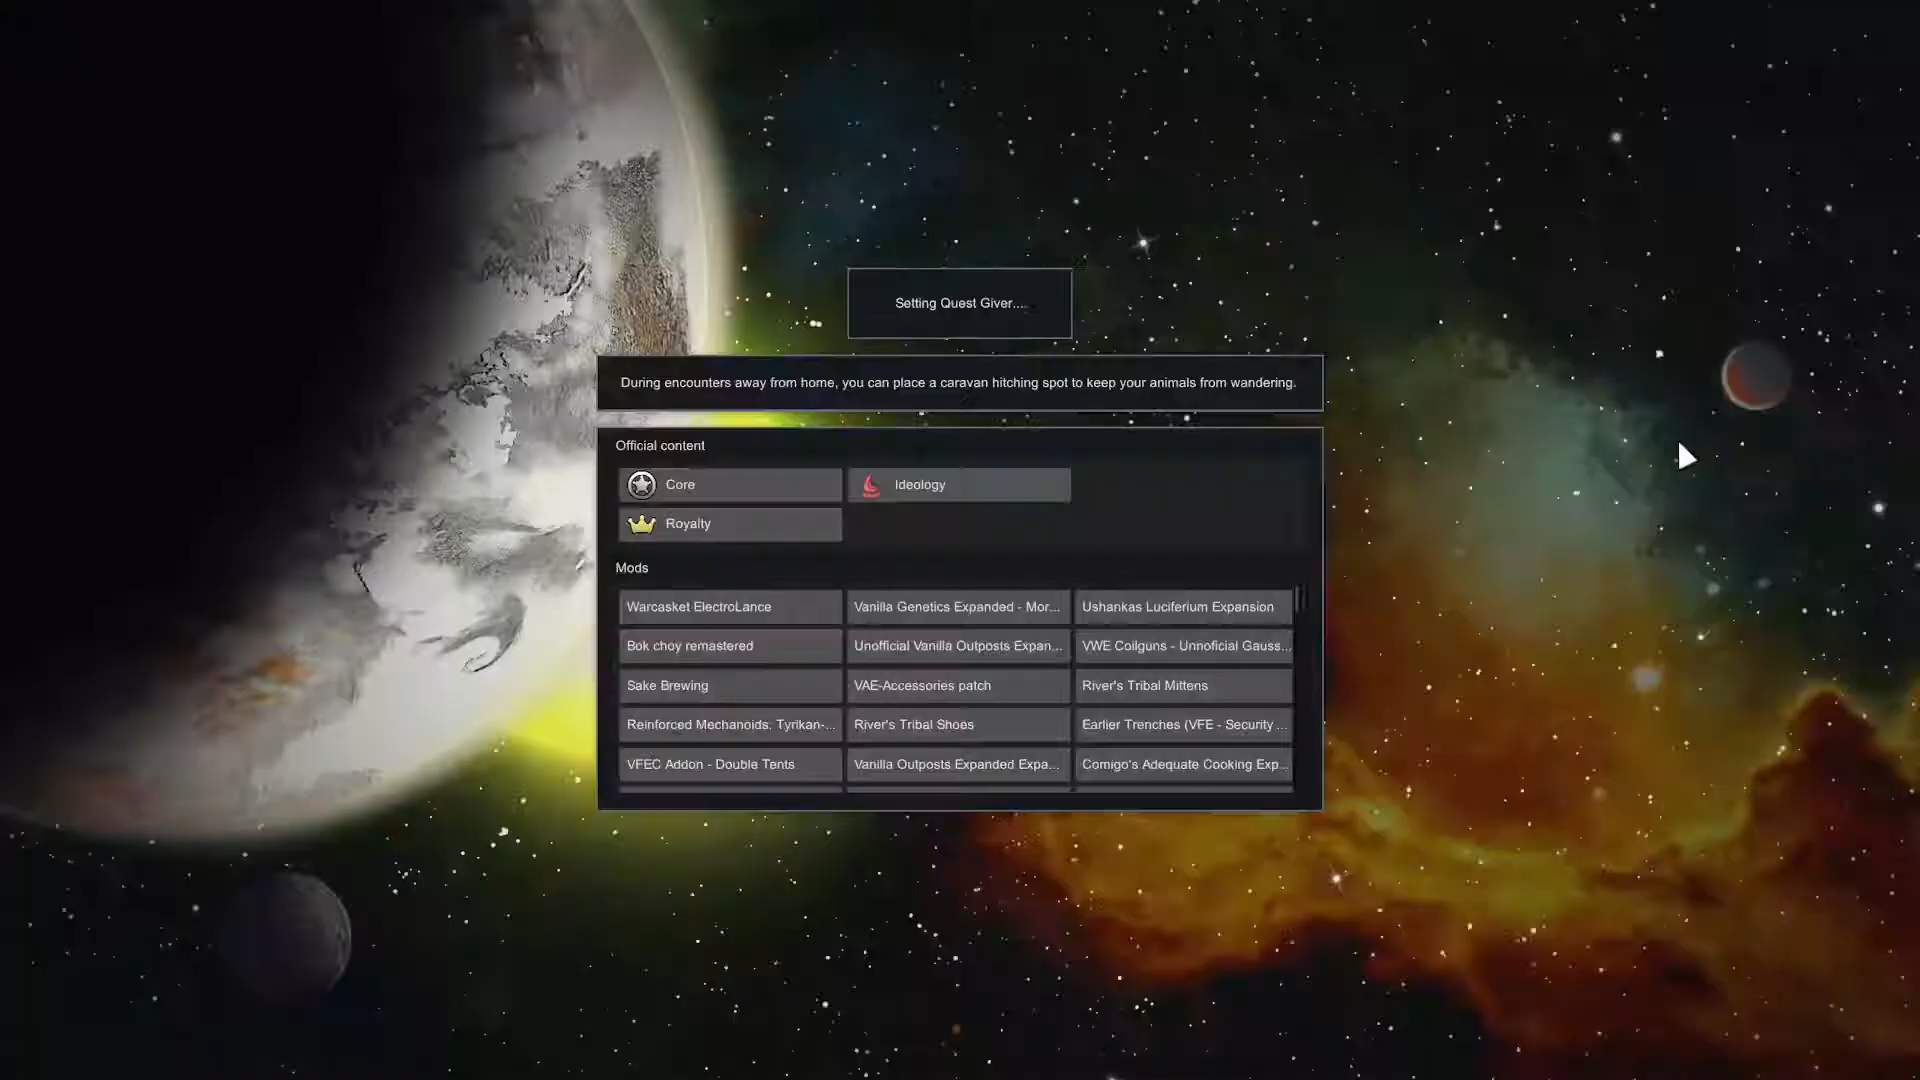 Setting Quest Giver...
During encounters away from home, you can place a caravan hitching spot to keep your animals from wandering.
Official content
Core
Ideology
Royalty
Mods
Warcasket ElectroLance
Vanilla Genetics Expanded - Mor...
Ushankas Luciferium Expansion
Bok choy remastered
Unofficial Vanilla Outposts Expan...
VWE Coilguns - Unnoficial Gauss...
Sake Brewing
VAE-Accessories patch
River's Tribal Mittens
Reinforced Mechanoids: Tyrikan-...
River's Tribal Shoes
Earlier Trenches (VFE - Security ...
VFEC Addon - Double Tents
Vanilla Outposts Expanded Expa...
Comigo's Adequate Cooking Exp...